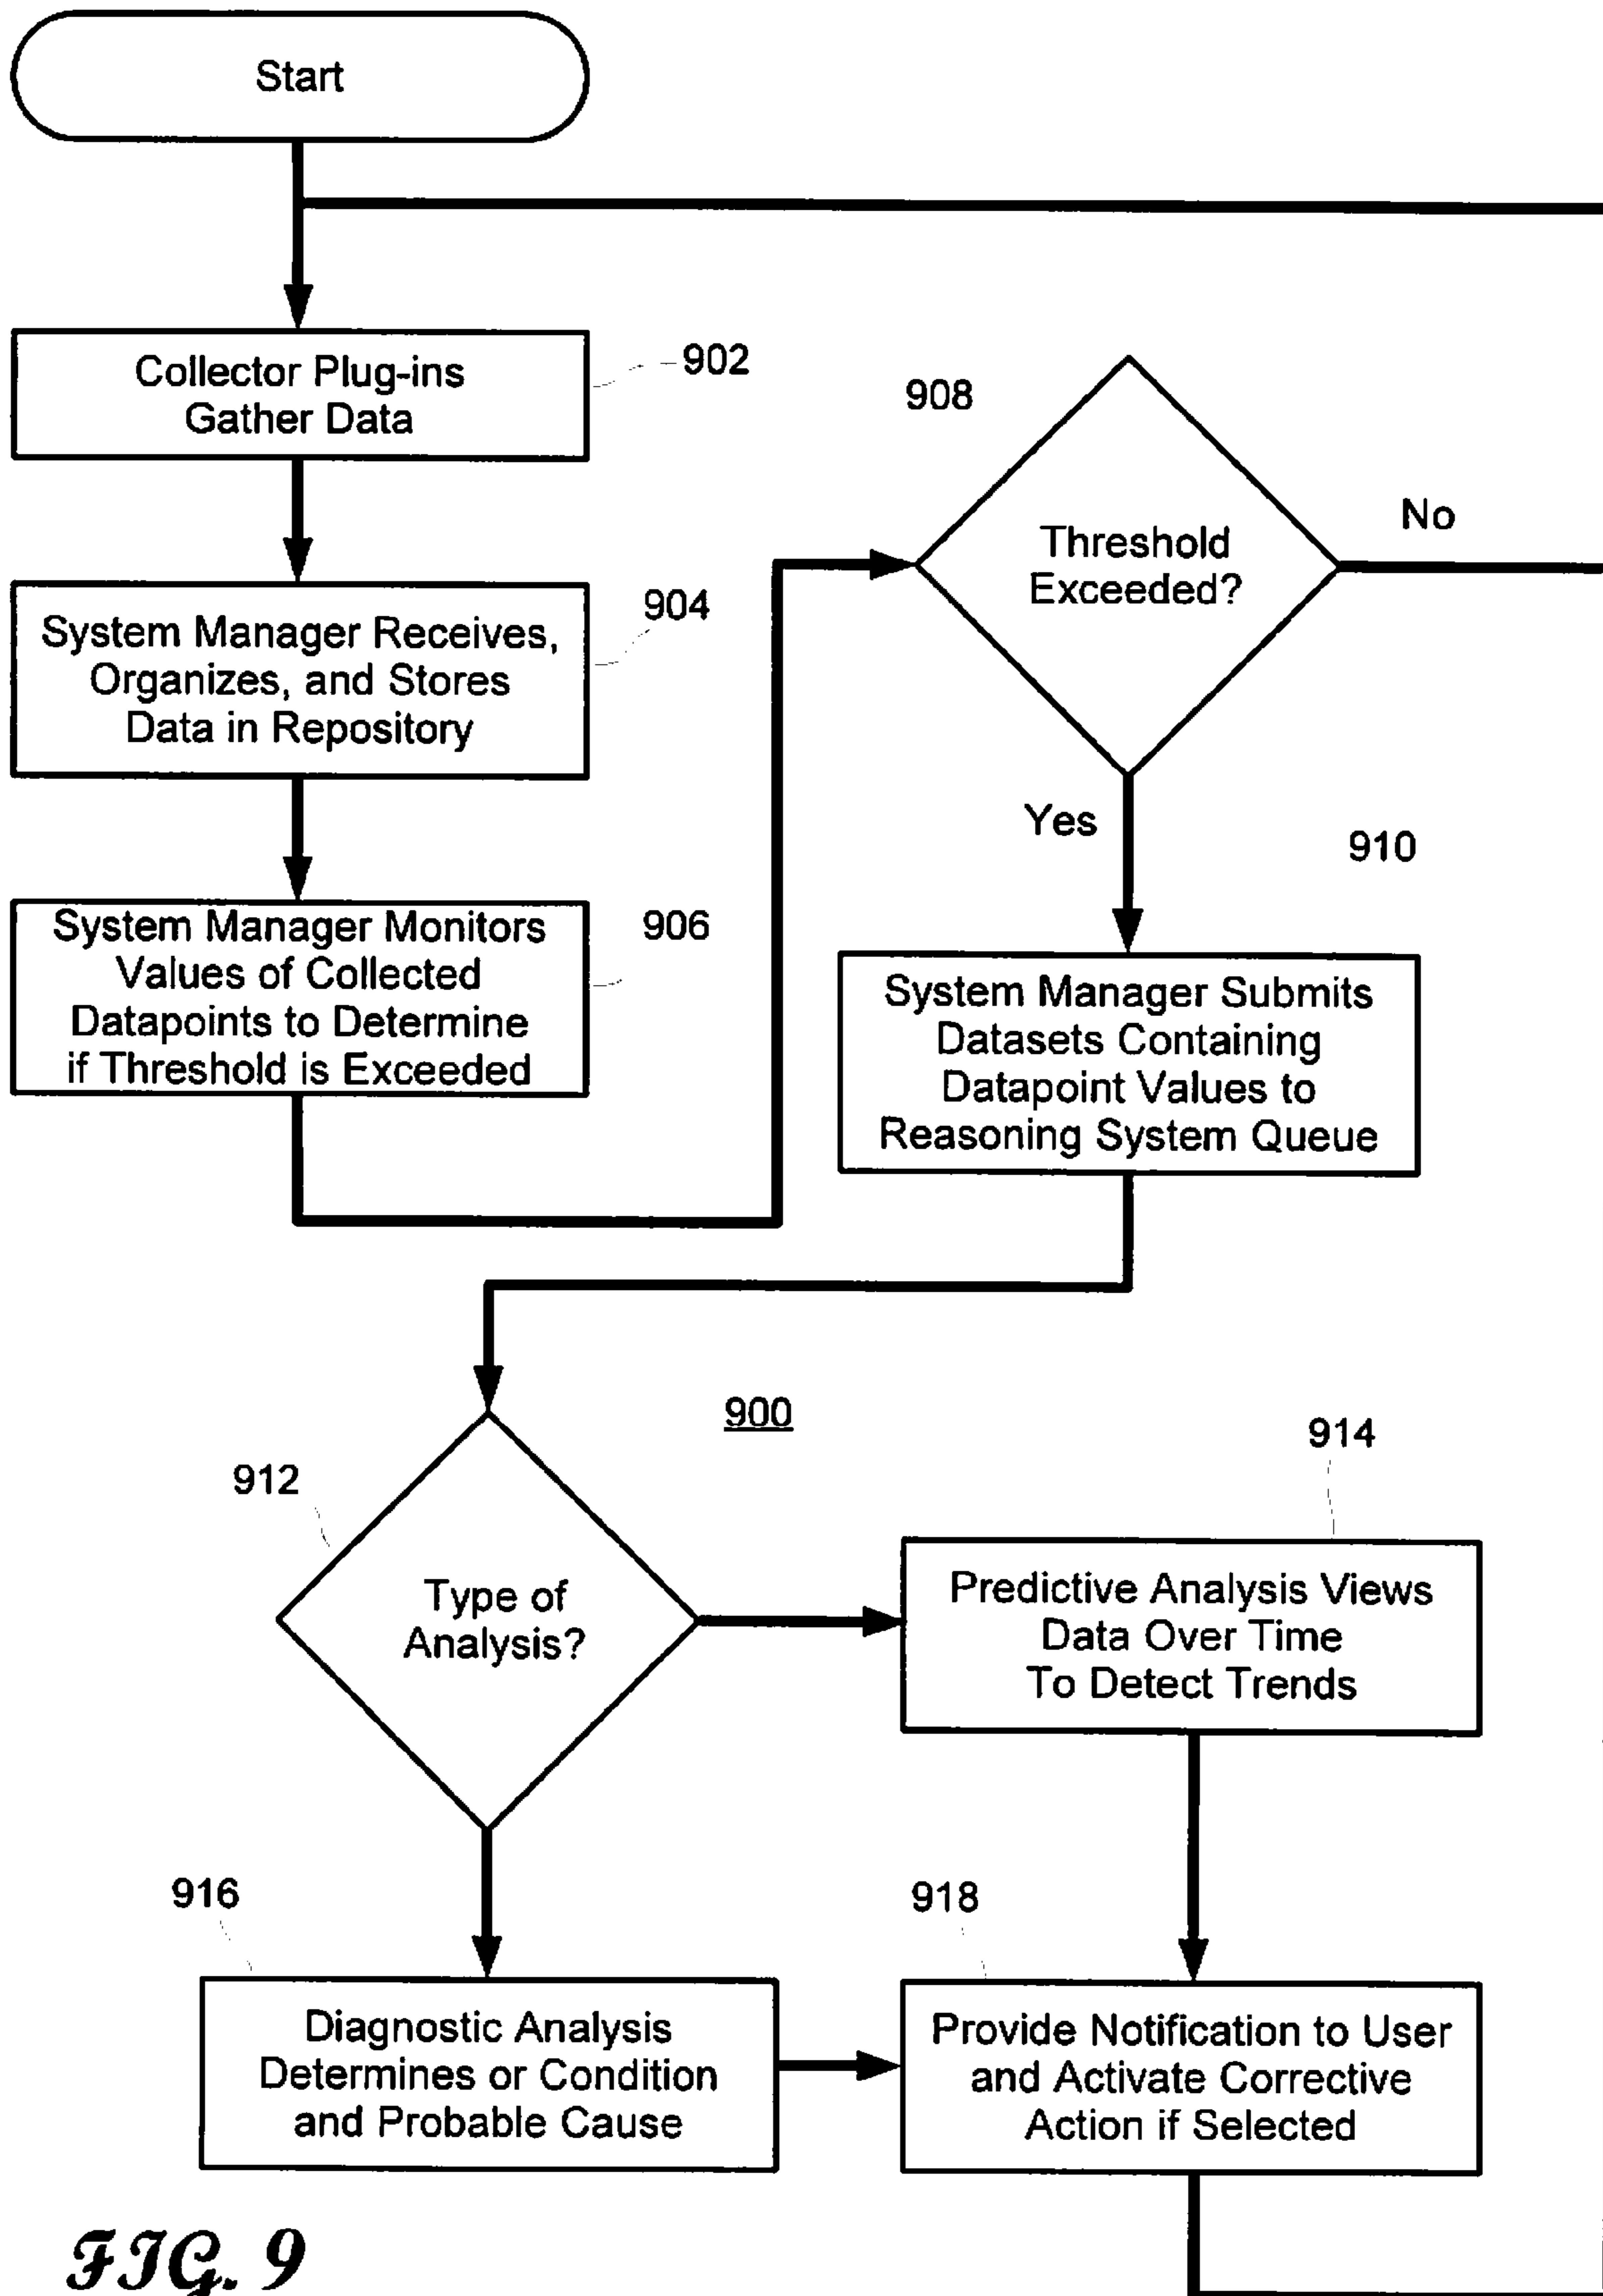 Start
Collector Plug-ins
Gather Data
902
System Manager Receives,
Organizes, and Stores
Data in Repository
904
System Manager Monitors
Values of Collected
Datapoints to Determine
if Threshold is Exceeded
906
908
Threshold
Exceeded?
No
Yes
910
System Manager Submits
Datasets Containing
Datapoint Values to
Reasoning System Queue
900
912
Type of
Analysis?
914
Predictive Analysis Views
Data Over Time
To Detect Trends
916
Diagnostic Analysis
Determines or Condition
and Probable Cause
918
Provide Notification to User
and Activate Corrective
Action if Selected
FIG. 9